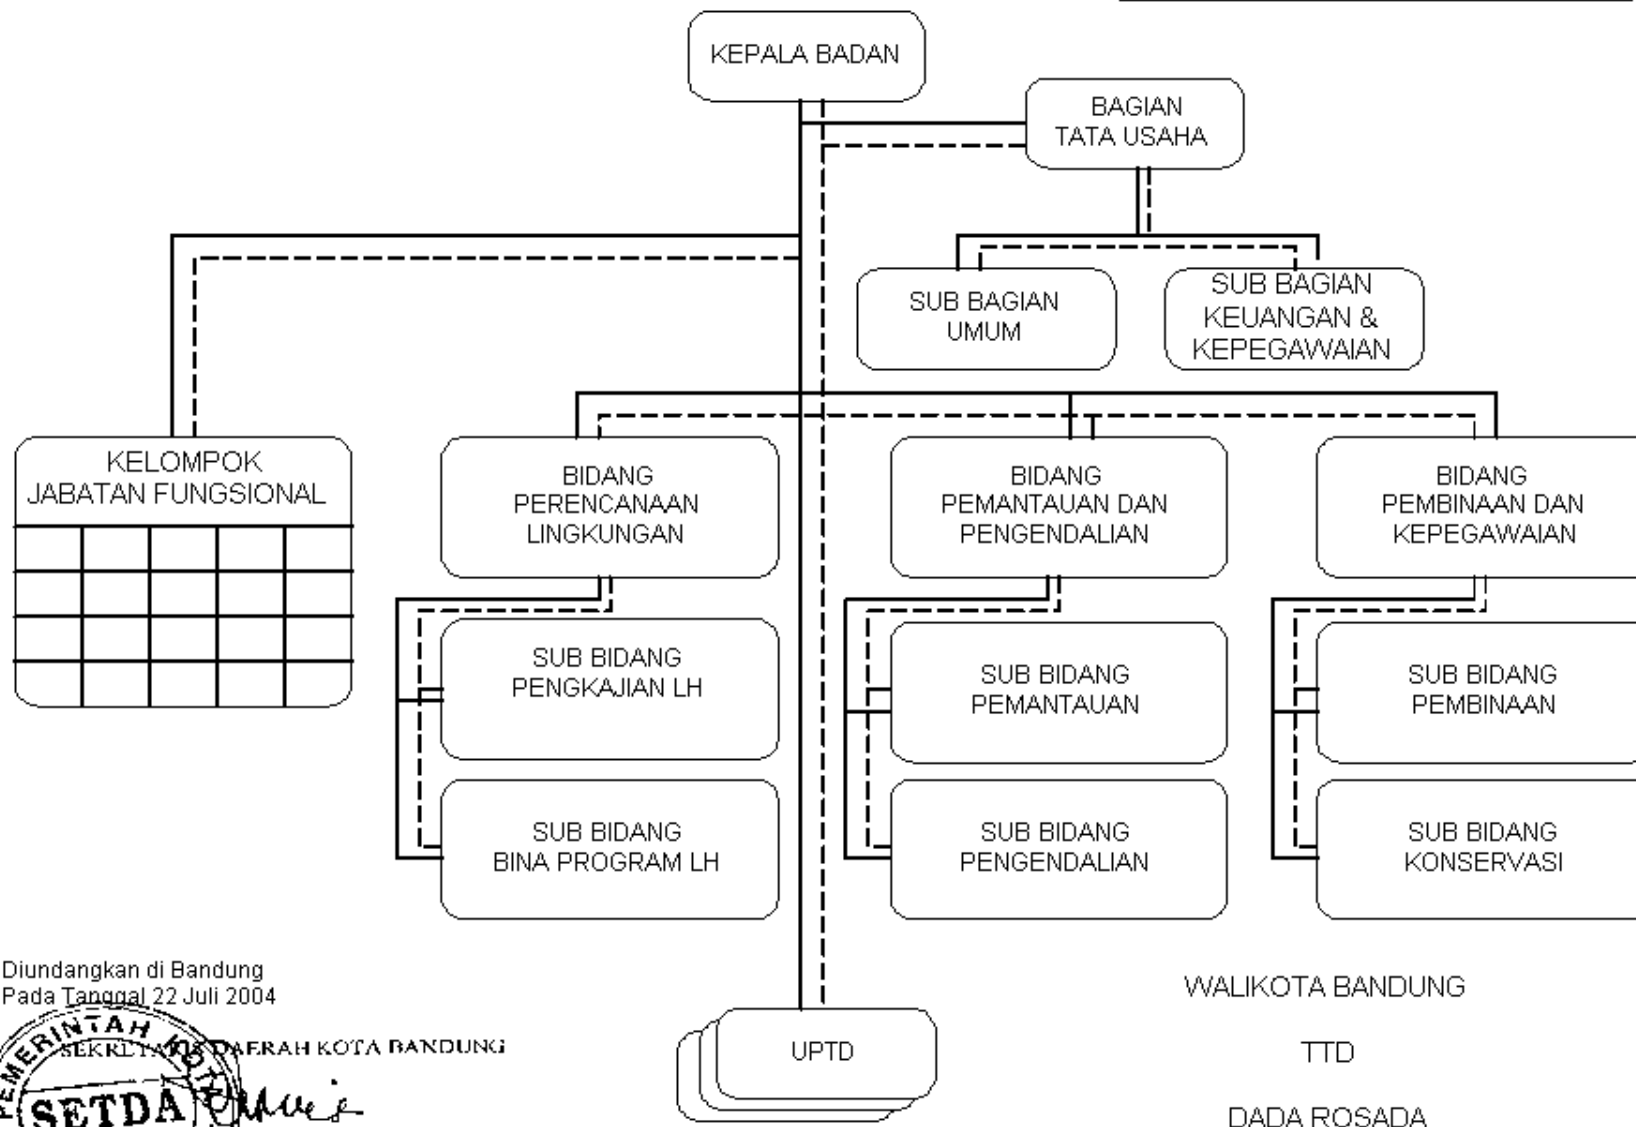 KEPALA BADAN
BAGIAN
TATA USAHA
SUB BAGIAN
UMUM
SUB BAGIAN
KEUANGAN &
KEPEGAWAIAN
KELOMPOK
JABATAN FUNGSIONAL
BIDANG
PERENCANAAN
LINGKUNGAN
BIDANG
PEMANTAUAN DAN
PENGENDALIAN
BIDANG
PEMBINAAN DAN
KEPEGAWAIAN
SUB BIDANG
PENGKAJIAN LH
SUB BIDANG
PEMANTAUAN
SUB BIDANG
PEMBINAAN
SUB BIDANG
BINA PROGRAM LH
SUB BIDANG
PENGENDALIAN
SUB BIDANG
KONSERVASI
Diundangkan di Bandung
Pada Tanggal 22 Juli 2004
SEKRETARIS DAERAH KOTA BANDUNG
PEMERINTAH KOTA
SETDA
UPTD
WALIKOTA BANDUNG
TTD
DADA ROSADA